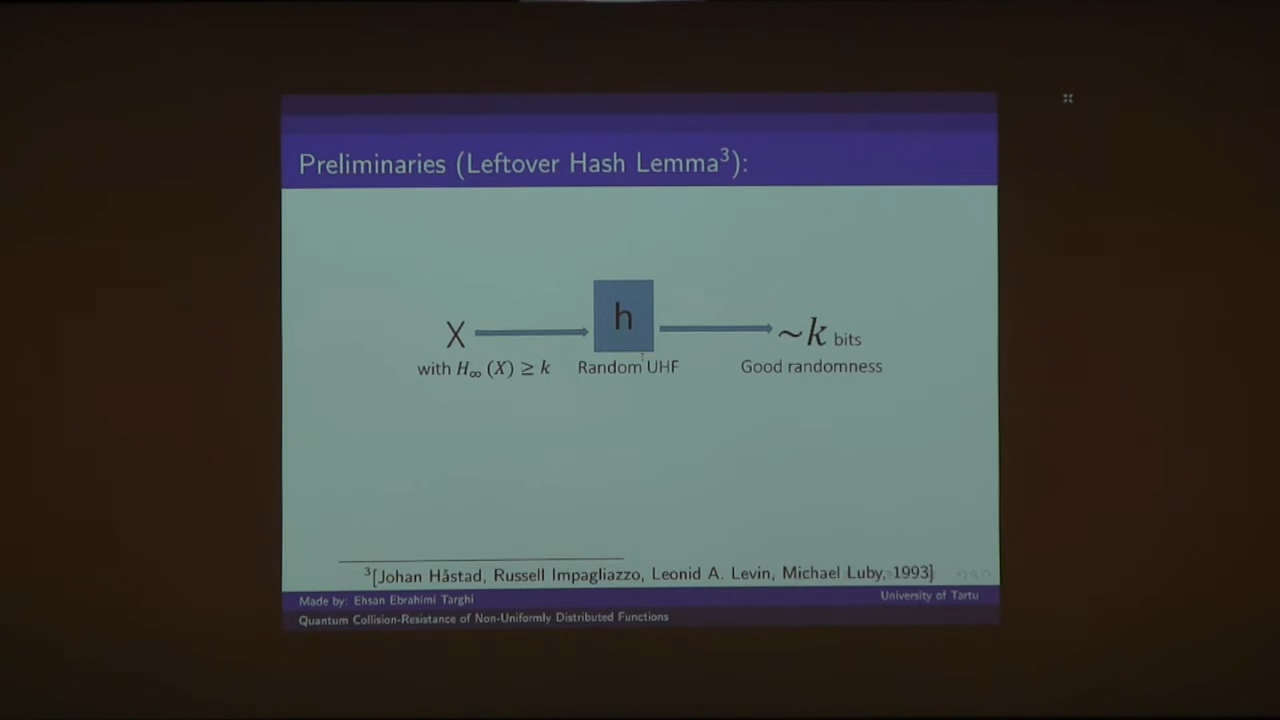 Preliminaries (Leftover Hash Lemma³):
X
with H∞(X) ≥ k
h
Random UHF
~k bits
Good randomness
³[Johan Håstad, Russell Impagliazzo, Leonid A. Levin, Michael Luby, 1993]
Made by: Ehsan Ebrahimi Targhi
University of Tartu
Quantum Collision-Resistance of Non-Uniformly Distributed Functions